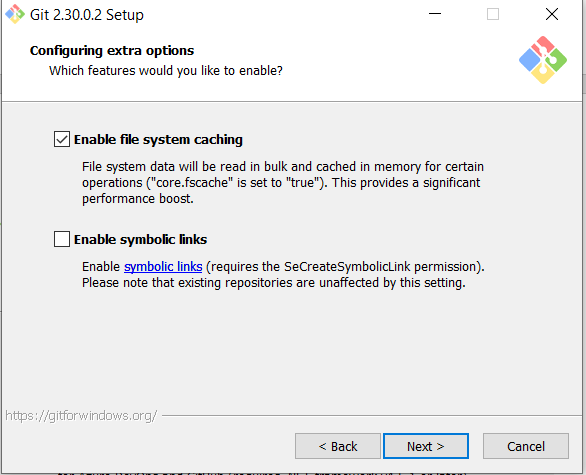 Git 2.30.0.2 Setup
Configuring extra options
Which features would you like to enable?
Enable file system caching
File system data will be read in bulk and cached in memory for certain
operations ("core.fscache" is set to "true"). This provides a significant
performance boost.
Enable symbolic links
Enable symbolic links (requires the SeCreateSymbolicLink permission).
Please note that existing repositories are unaffected by this setting.
https://gitforwindows.org/
< Back
Next >
Cancel